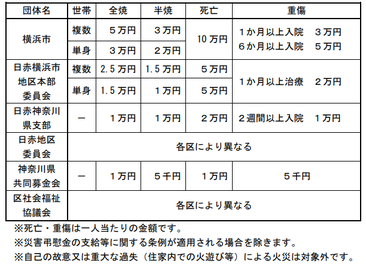 団体名 世帯 全焼 半焼 死亡 重傷
横浜市 複数 5万円 3万円 10万円 1か月以上入院 3万円
単身 3万円 2万円 6か月以上入院 5万円
日赤横浜市地区本部委員会 複数 2.5万円 1.5万円 5万円 1か月以上治療 2万円
単身 1.5万円 1万円 5万円
日赤神奈川県支部 － 1万円 1万円 2万円 2週間以上入院 1万円
日赤地区委員会 各区により異なる
神奈川県共同募金会 － 1万円 5千円 1万円 5千円
区社会福祉協議会 各区により異なる
※死亡・重傷は一人当たりの金額です。
※災害弔慰金の支給等に関する条例が適用される場合を除きます。
※自己の故意又は重大な過失（住家内での火遊び等）による火災は対象外です。